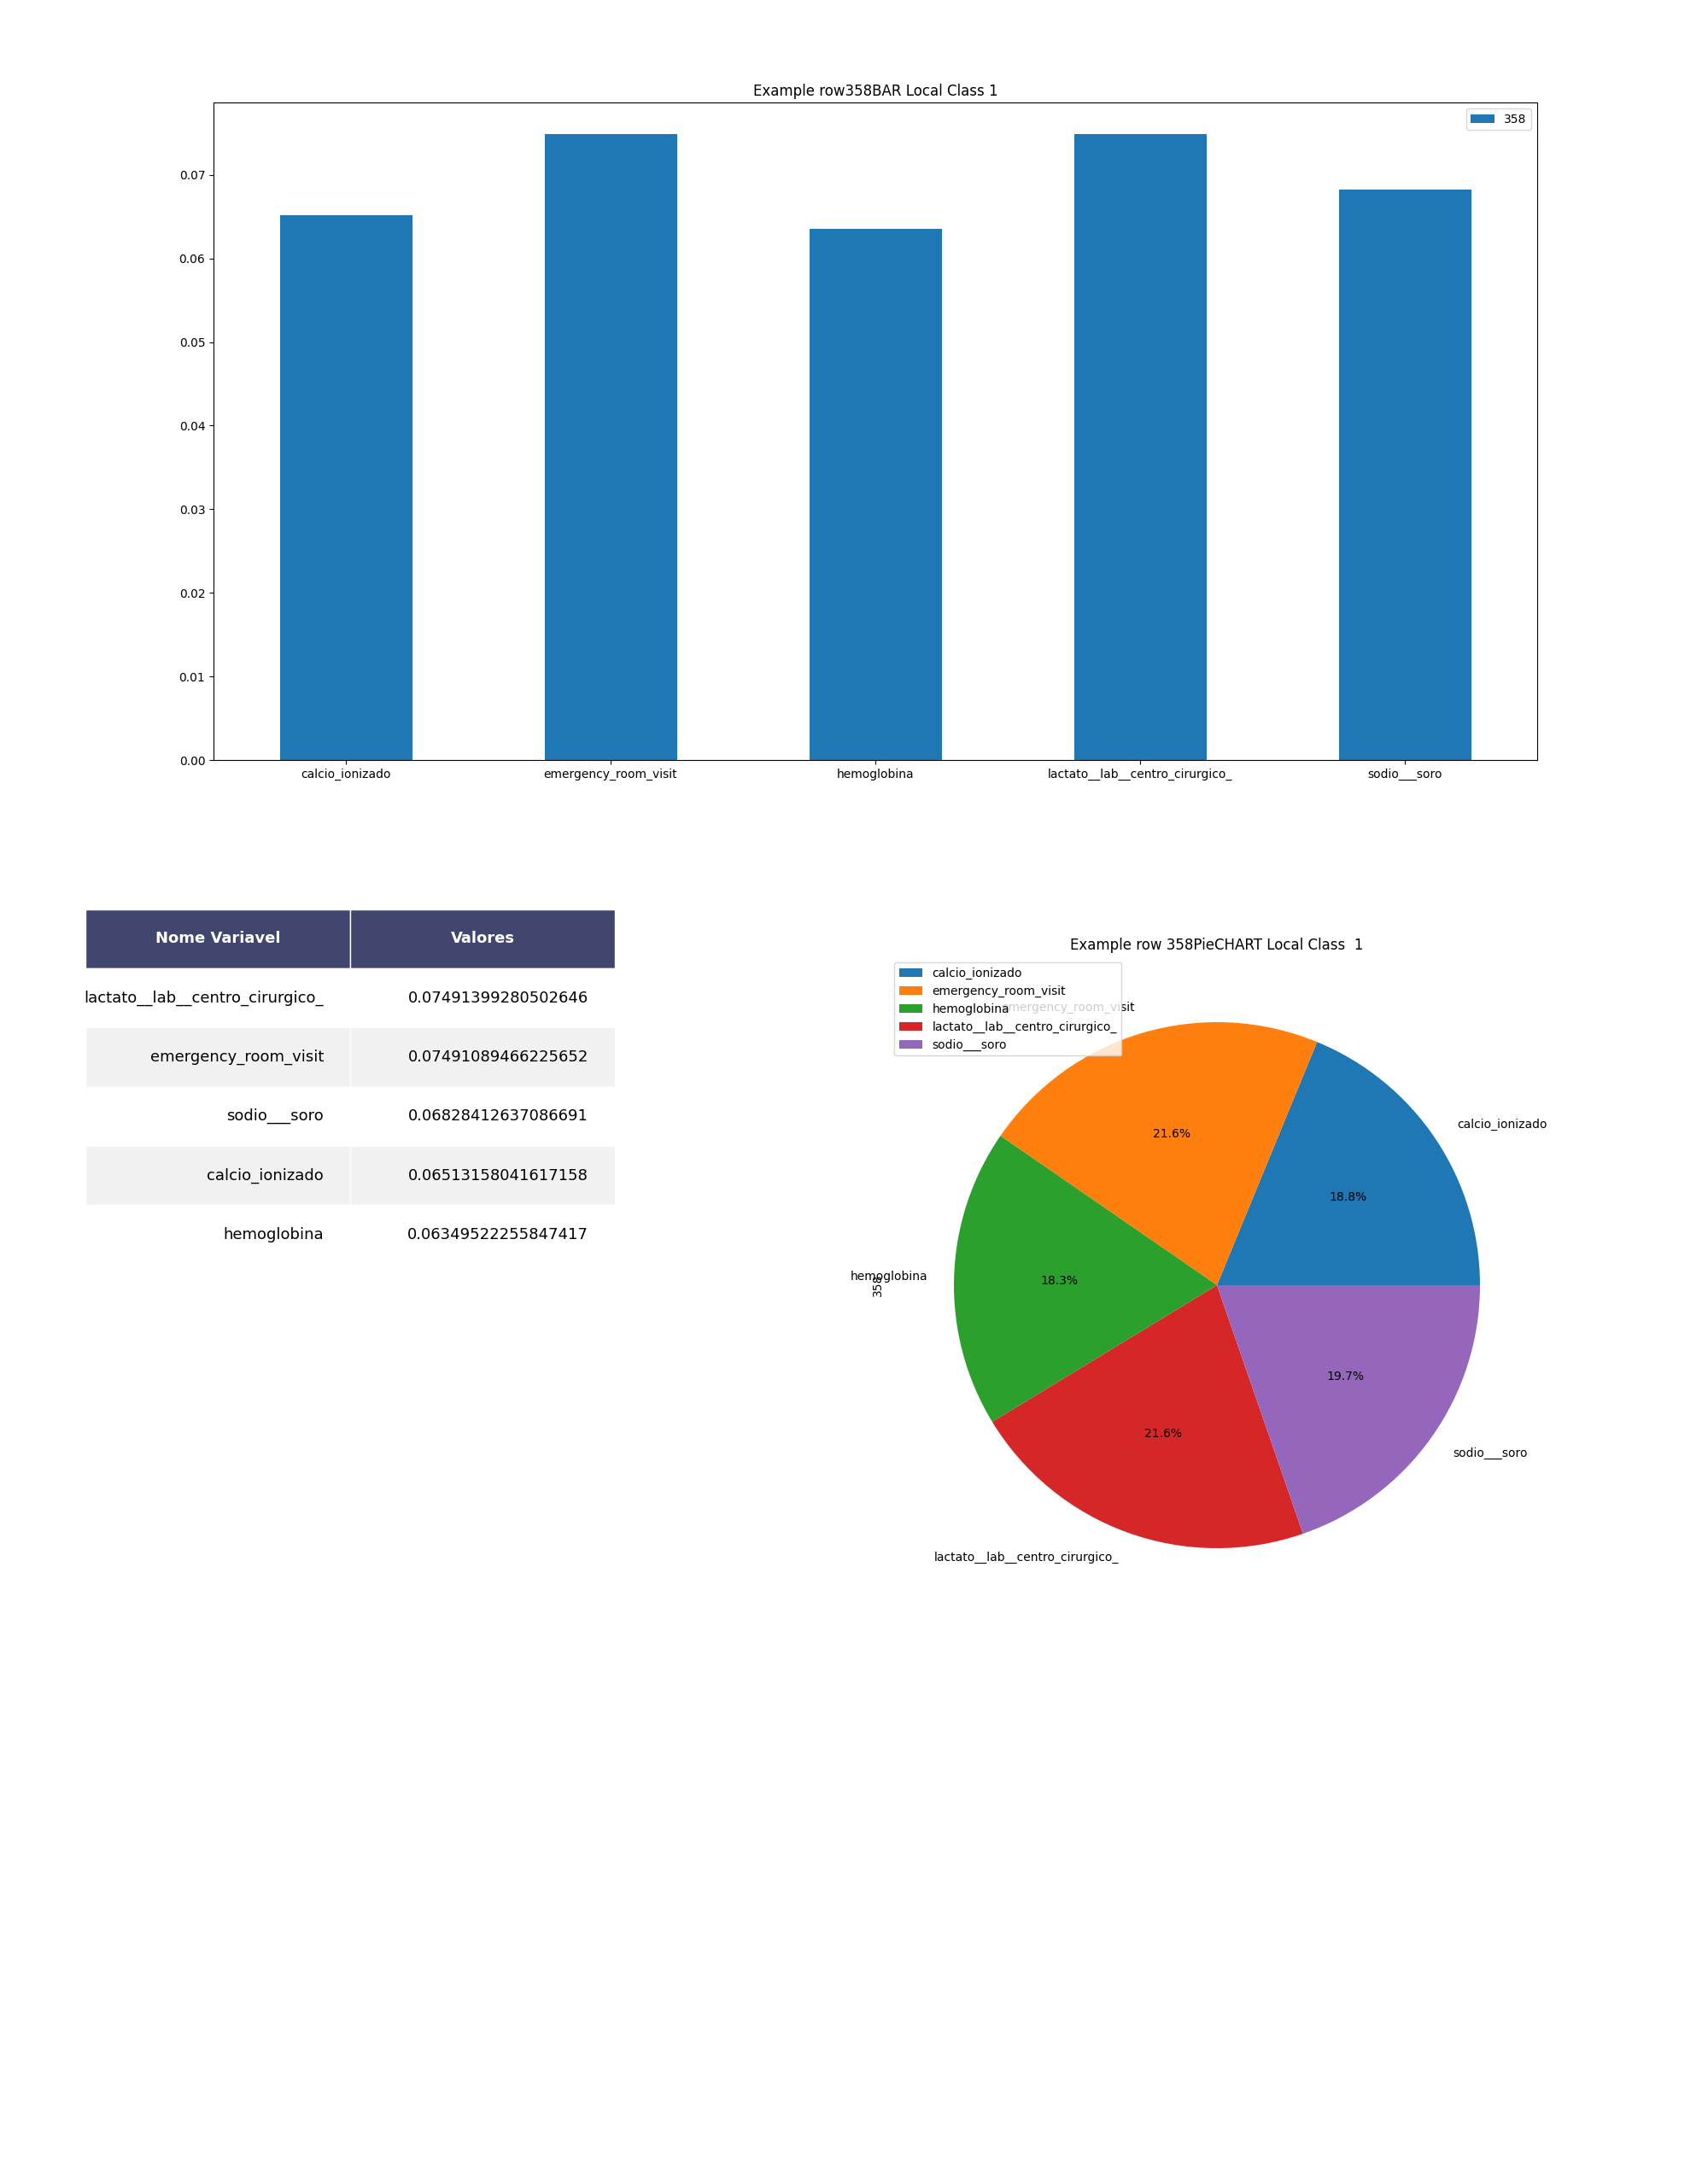 Example row358BAR Local Class 1
358
0.07
0.06
0.05
0.04
0.03
0.02
0.01
0.00
calcio_ionizado
emergency_room_visit
hemoglobina
lactato__lab__centro_cirurgico_
sodio___soro
Nome Variavel Valores
lactato__lab__centro_cirurgico_ 0.07491399280502646
emergency_room_visit 0.07491089466225652
sodio___soro 0.06828412637086691
calcio_ionizado 0.06513158041617158
hemoglobina 0.06349522255847417
Example row 358PieCHART Local Class  1
calcio_ionizado
emergency_room_visit
hemoglobina
lactato__lab__centro_cirurgico_
sodio___soro
emergency_room_visit
calcio_ionizado
21.6%
18.8%
hemoglobina
358
18.3%
19.7%
21.6%
sodio___soro
lactato__lab__centro_cirurgico_